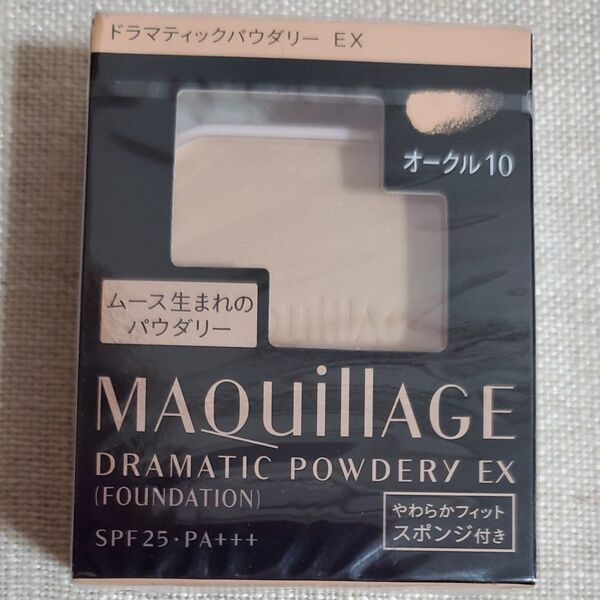 ドラマティックパウダリー EX
オークル10
ムース生まれの
パウダリー
MAQuillAGE
DRAMATIC POWDERY EX
(FOUNDATION)
SPF25・PA+++
やわらかフィット
スポンジ付き